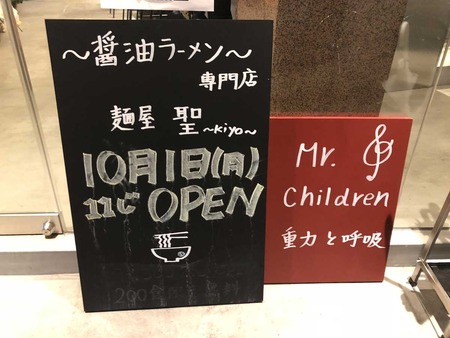 ～醤油ラーメン～
専門店
麺屋 聖 ～kiyo～
10月1日(月)
11じ OPEN
Mr.
Children
重力と呼吸